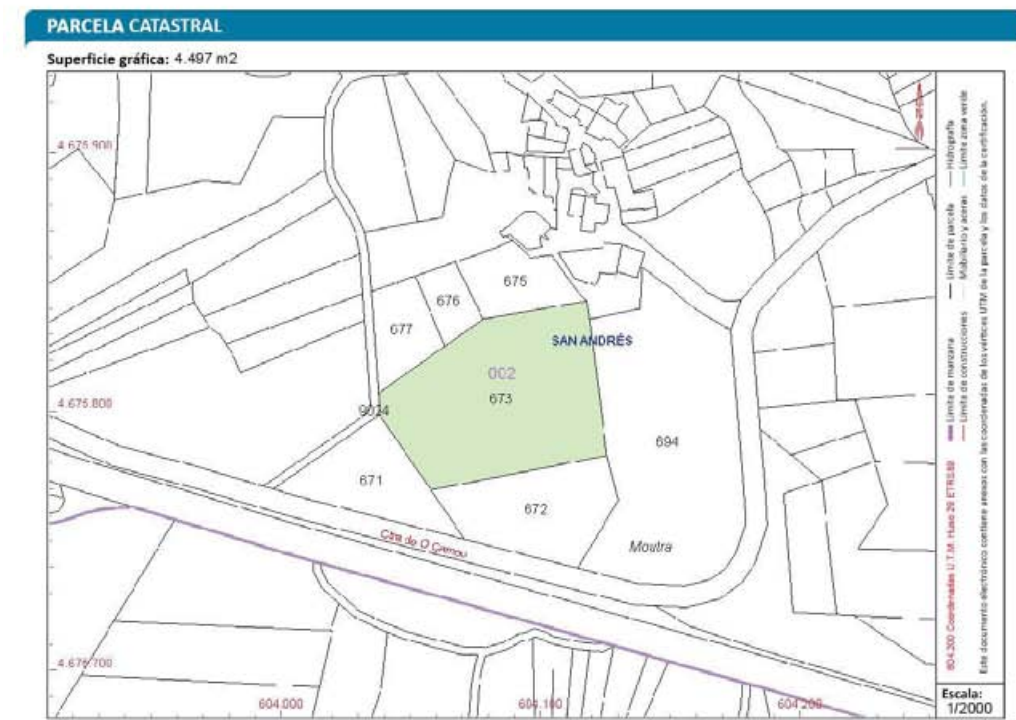 PARCELA CATASTRAL
Superficie gráfica: 4.497 m2
4.675.900
675
676
677
SAN ANDRÉS
002
673
4.675.800
9024
694
671
672
Ctra de O
Moutra
4.675.700
604.000
604.100
604.200
Límite de manzana
Límite de parcela
Hidrografía
Límite de construcciones
Mobiliario y aceras
Límite zona verde
604.200 Coordenadas U.T.M. Huso 29 ETRS89
Este documento electrónico contiene anexos con las coordenadas de los vértices UTM de la parcela y los datos de la certificación.
Escala:
1/2000